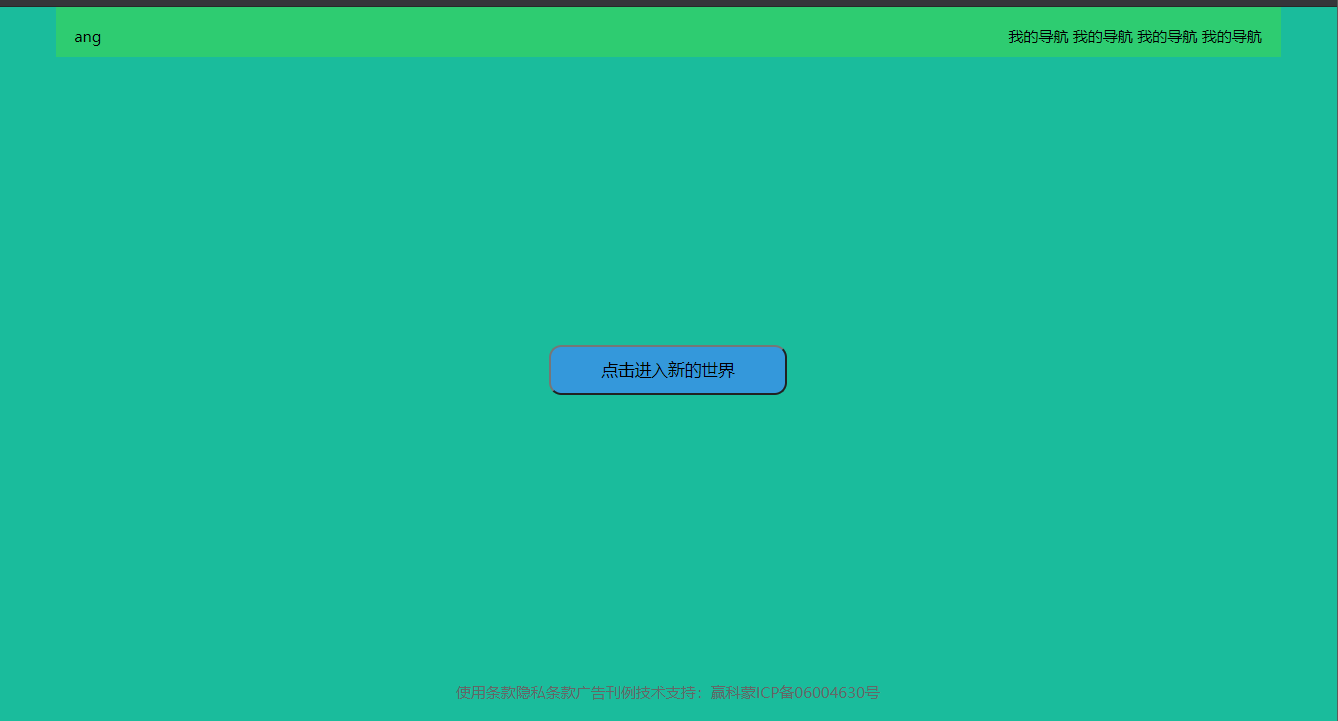 ang
我的导航 我的导航 我的导航 我的导航
点击进入新的世界
使用条款隐私条款广告刊例技术支持：赢科蒙ICP备06004630号